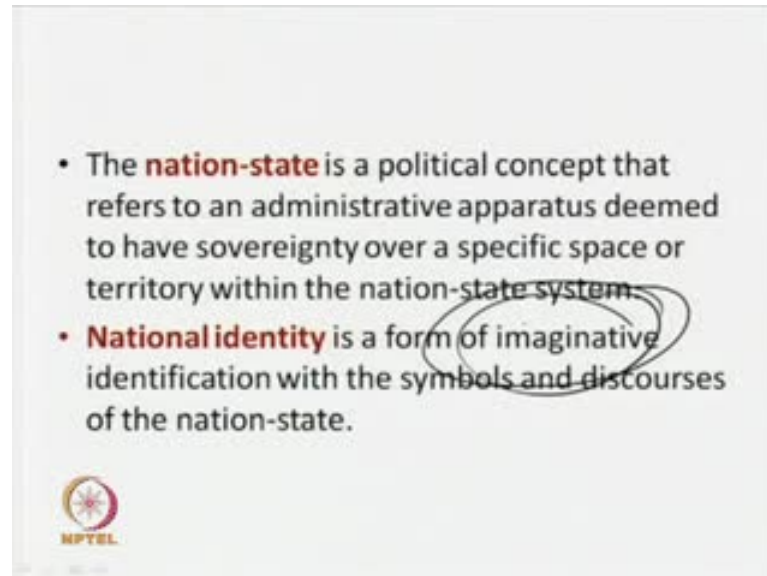 • The nation-state is a political concept that
refers to an administrative apparatus deemed
to have sovereignty over a specific space or
territory within the nation-state system.
• National identity is a form of imaginative
identification with the symbols and discourses
of the nation-state.
NPTEL